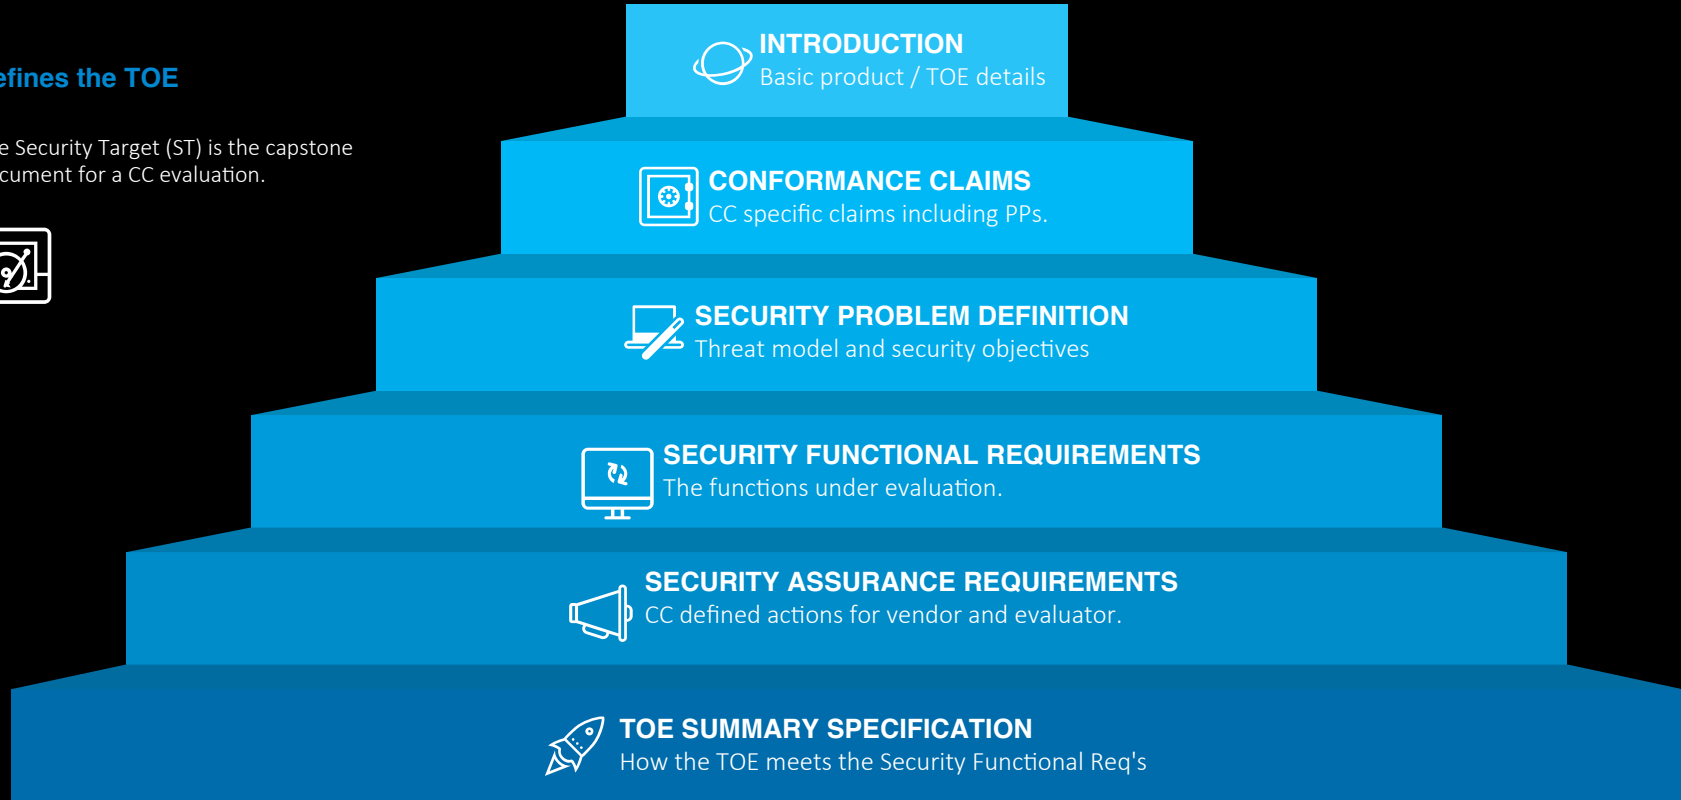 efines the TOE
e Security Target (ST) is the capstone
cument for a CC evaluation.
INTRODUCTION
Basic product / TOE details
CONFORMANCE CLAIMS
CC specific claims including PPs.
SECURITY PROBLEM DEFINITION
Threat model and security objectives
SECURITY FUNCTIONAL REQUIREMENTS
The functions under evaluation.
SECURITY ASSURANCE REQUIREMENTS
CC defined actions for vendor and evaluator.
TOE SUMMARY SPECIFICATION
How the TOE meets the Security Functional Req's